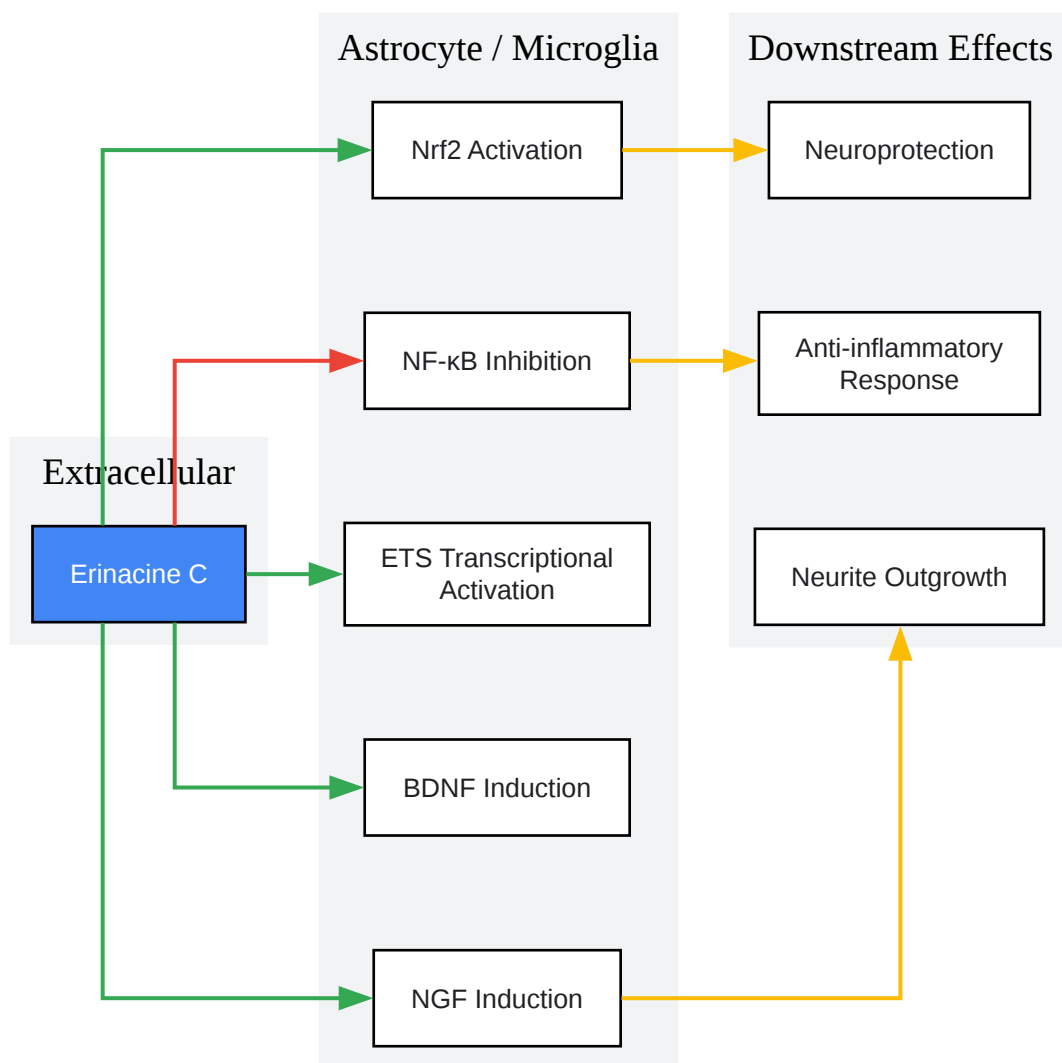 Astrocyte / Microglia
Downstream Effects
Nrf2 Activation
Neuroprotection
NF-κB Inhibition
Anti-inflammatory
Response
Extracellular
Erinacine C
ETS Transcriptional
Activation
Neurite Outgrowth
BDNF Induction
NGF Induction